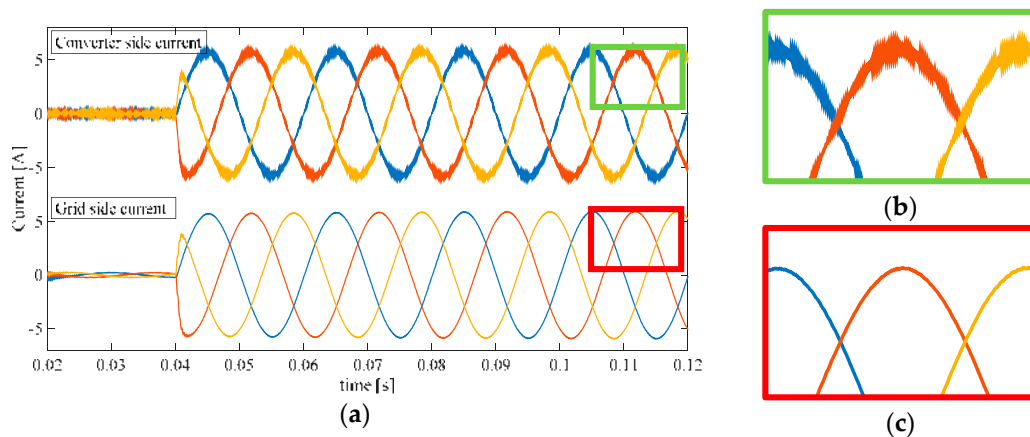 Converter side current
5
0
-5
Current [A]
Grid side current
5
0
-5
0.02 0.03 0.04 0.05 0.06 0.07 0.08 0.09 0.1 0.11 0.12
time [s]
(a)
(b)
(c)